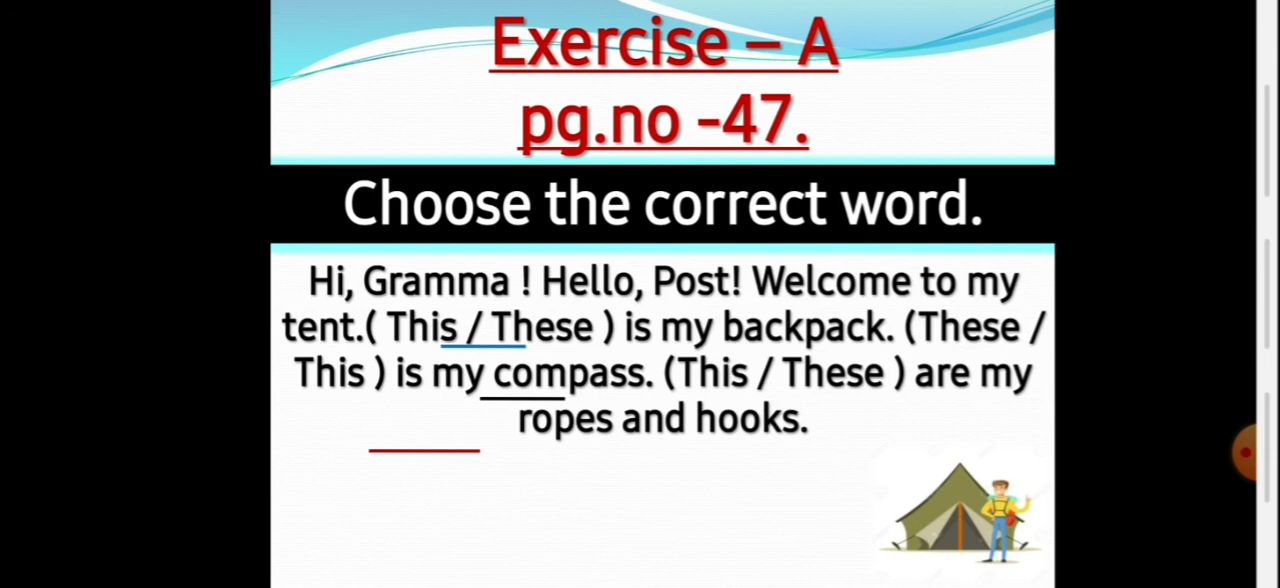 Exercise – A
pg.no -47.
Choose the correct word.
Hi, Gramma ! Hello, Post! Welcome to my
tent.( This / These ) is my backpack. (These /
This ) is my compass. (This / These ) are my
ropes and hooks.